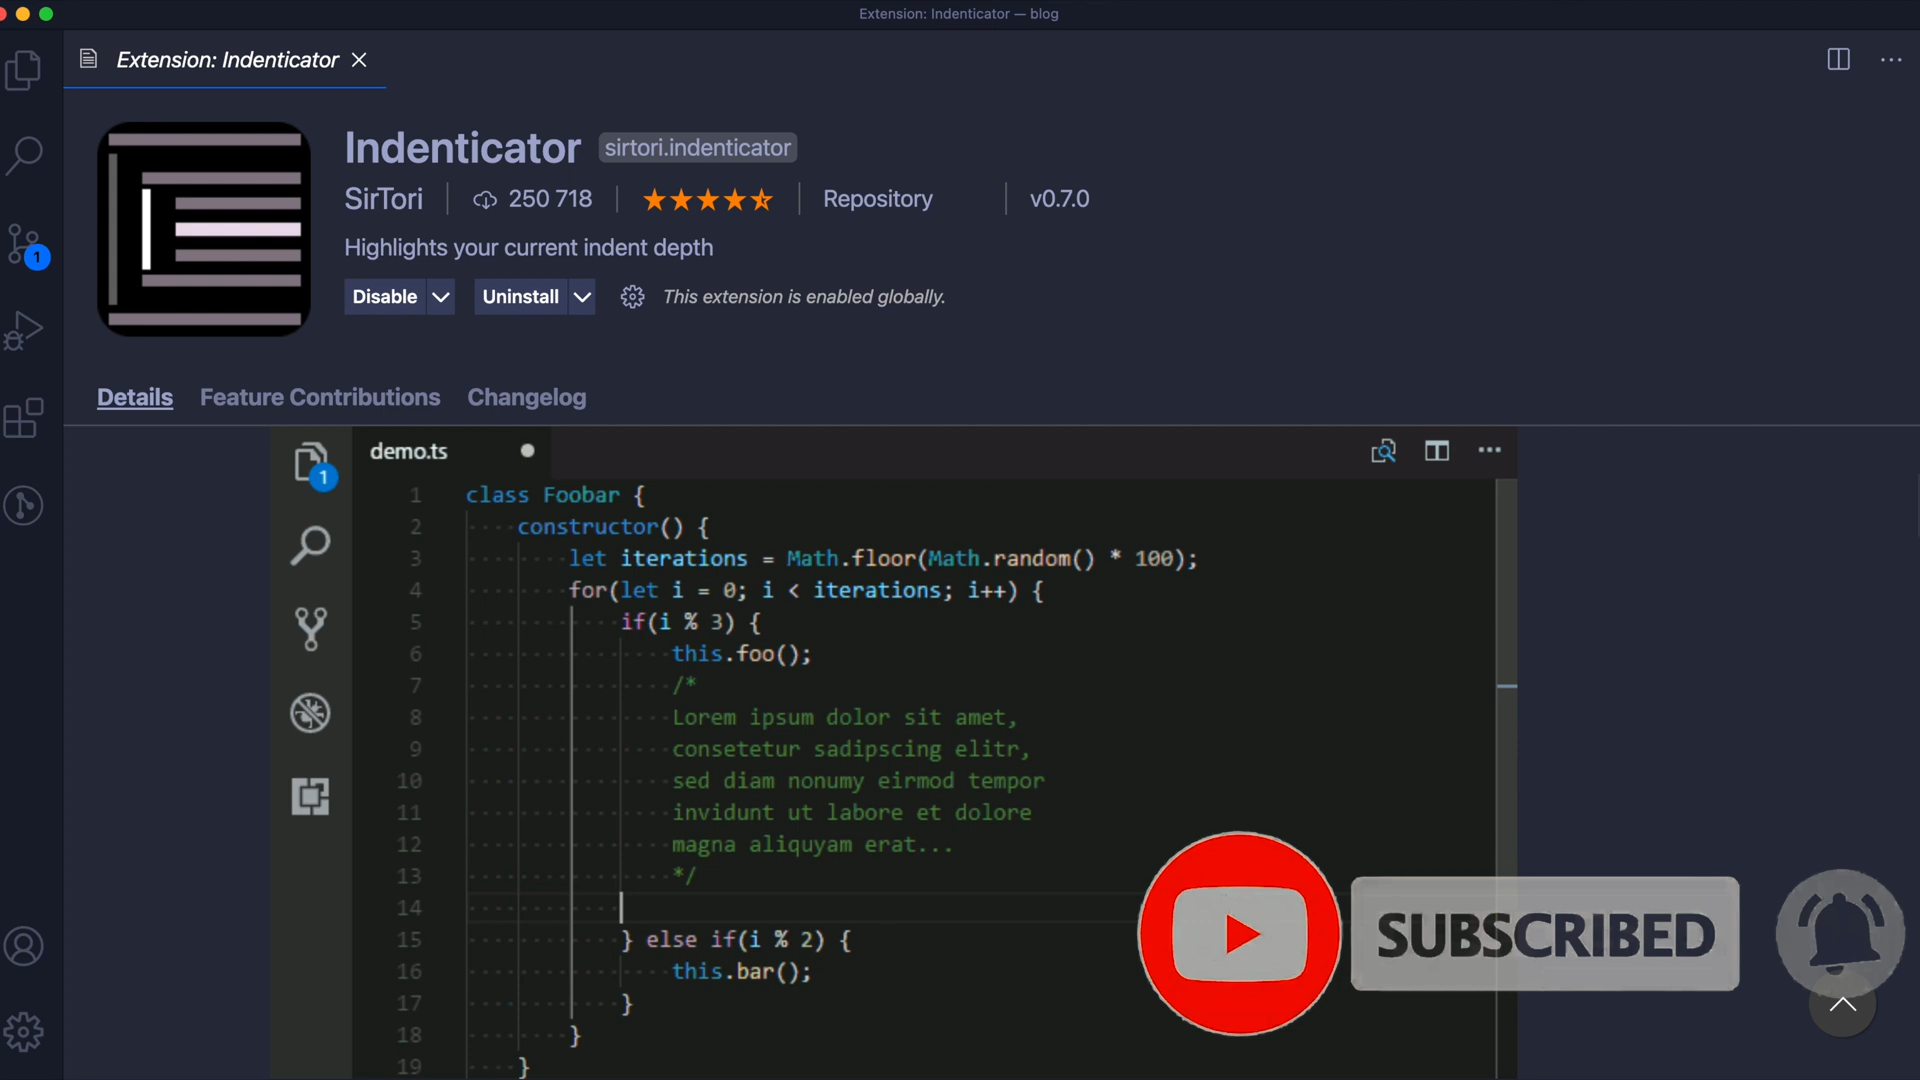 Extension: Indenticator — blog
Extension: Indenticator
Indenticator sirtori.indenticator
SirTori 250 718 Repository v0.7.0
Highlights your current indent depth
Disable Uninstall This extension is enabled globally.
1
Details Feature Contributions Changelog
demo.ts
1
1 class Foobar {
2 ····constructor() {
3 ········let iterations = Math.floor(Math.random() * 100);
4 ········for(let i = 0; i < iterations; i++) {
5 ············if(i % 3) {
6 ················this.foo();
7 ················/*
8 ················Lorem ipsum dolor sit amet,
9 ················consetetur sadipscing elitr,
10 ················sed diam nonumy eirmod tempor
11 ················invidunt ut labore et dolore
12 ················magna aliquyam erat...
13 ················*/
14 ············
15 ············} else if(i % 2) {
16 ················this.bar();
17 ············}
18 ········}
19 ····}
SUBSCRIBED